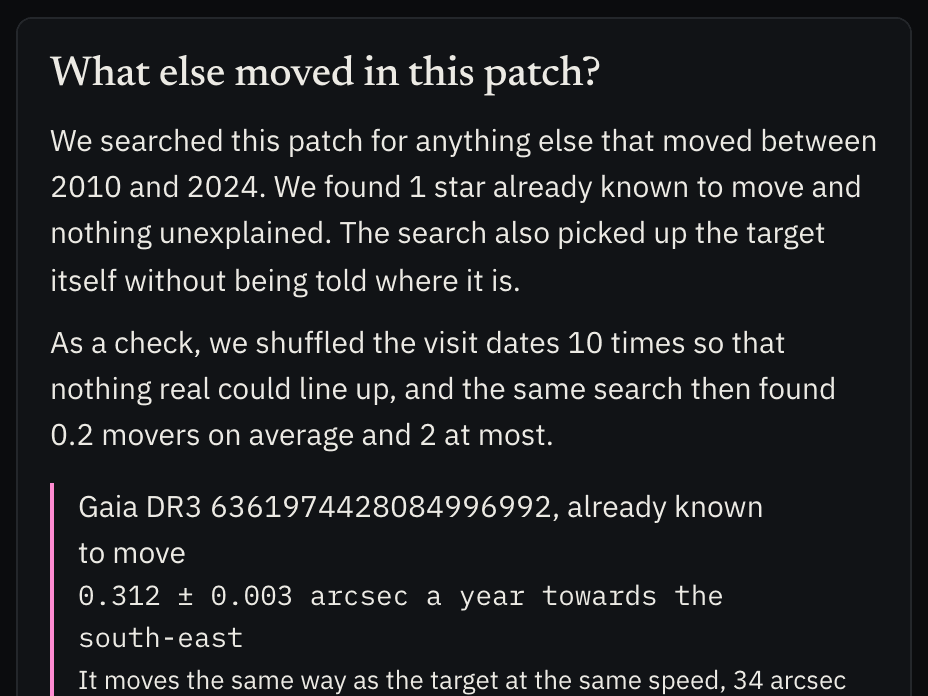 What else moved in this patch?
We searched this patch for anything else that moved between
2010 and 2024. We found 1 star already known to move and
nothing unexplained. The search also picked up the target
itself without being told where it is.
As a check, we shuffled the visit dates 10 times so that
nothing real could line up, and the same search then found
0.2 movers on average and 2 at most.
Gaia DR3 6361974428084996992, already known
to move
0.312 ± 0.003 arcsec a year towards the
south-east
It moves the same way as the target at the same speed, 34 arcsec